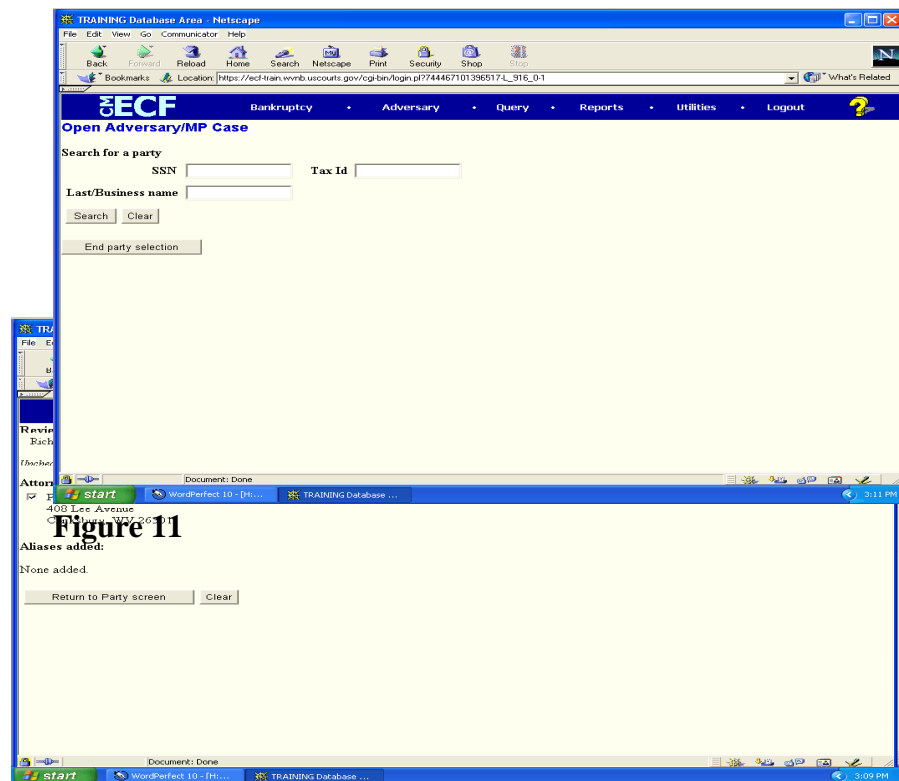 TRAINING Database Area - Netscape
File Edit View Go Communicator Help
Back Forward Reload Home Search Netscape Print Security Shop Stop
Bookmarks Location: https://ecf-train.wvnb.uscourts.gov/cgi-bin/login.pl?744467101396517-L_916_0-1 What's Related
CM ECF Bankruptcy • Adversary • Query • Reports • Utilities • Logout ?
Open Adversary/MP Case
Search for a party
SSN Tax Id
Last/Business name
Search Clear
End party selection
Document: Done
start WordPerfect 10 - [H:... TRAINING Database ... 3:11 PM
File
Attor
408 Lee Avenue
WV
Figure 11
Aliases added:
None added.
Return to Party screen Clear
Document: Done
start WordPerfect 10 - [H:... TRAINING Database ... 3:09 PM